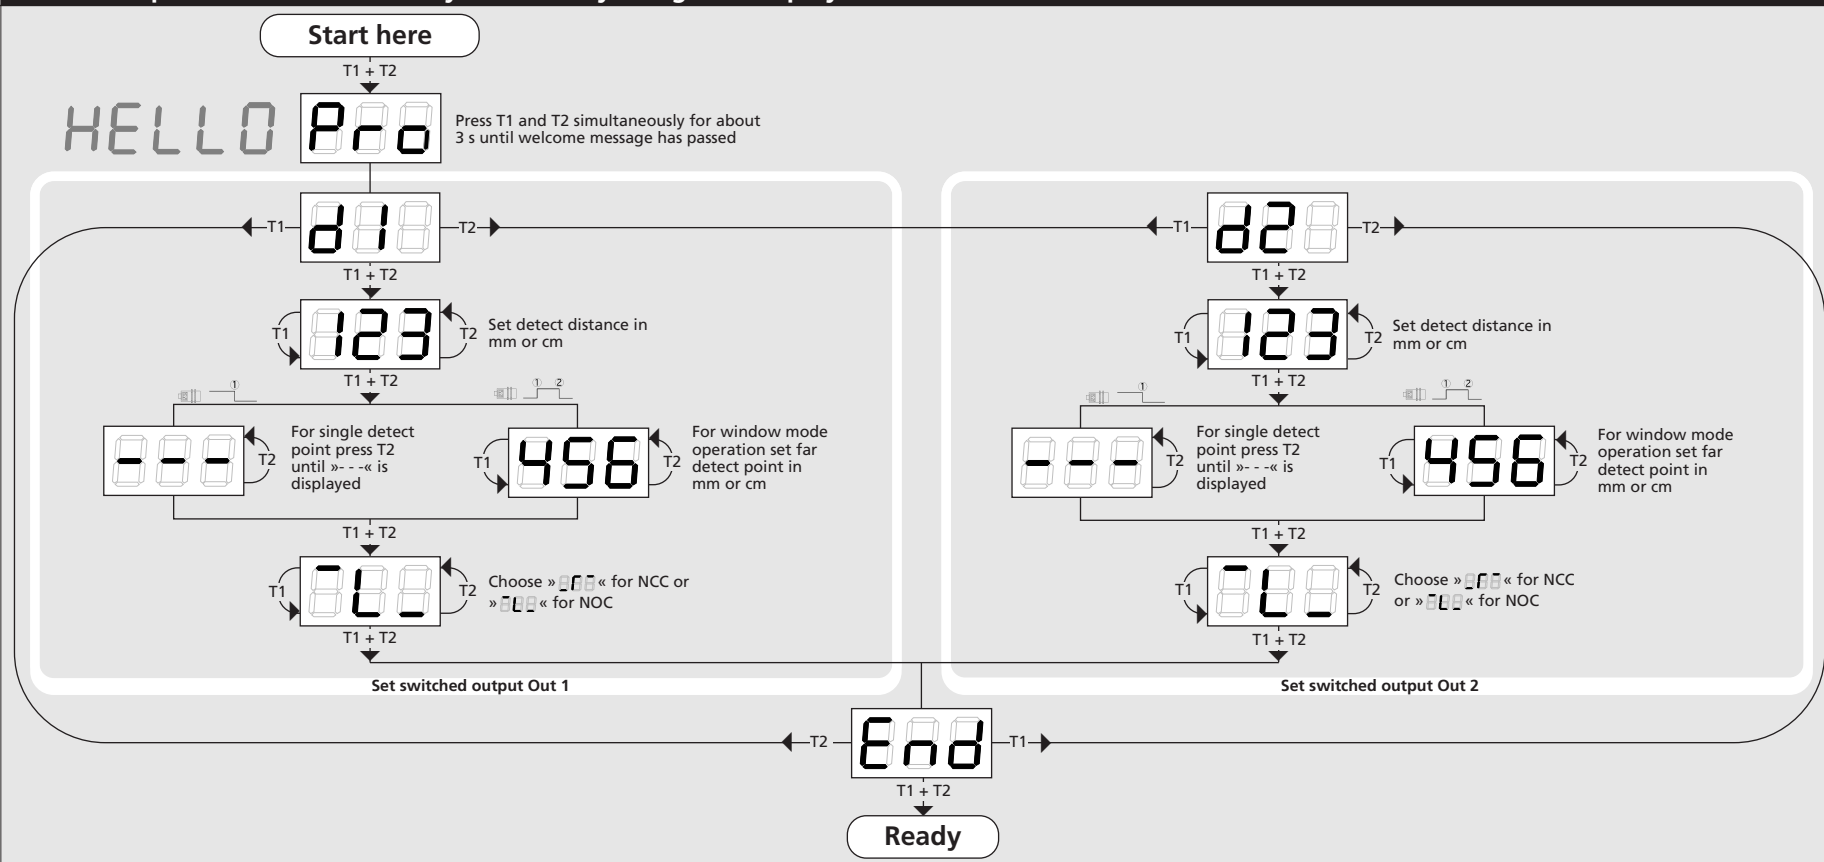 Start here
T1 + T2
HELLO
Pro
Press T1 and T2 simultaneously for about
3 s until welcome message has passed
T1
d1
T2
T1 + T2
T1
123
T2
Set detect distance in
mm or cm
T1 + T2
1
1 2
---
T2
For single detect
point press T2
until »- - -« is
displayed
T1
456
T2
For window mode
operation set far
detect point in
mm or cm
T1 + T2
T1
T2
Choose » « for NCC or
» « for NOC
T1 + T2
Set switched output Out 1
T1
d2
T2
T1 + T2
T1
123
T2
Set detect distance in
mm or cm
T1 + T2
1
1 2
---
T2
For single detect
point press T2
until »- - -« is
displayed
T1
456
T2
For window mode
operation set far
detect point in
mm or cm
T1 + T2
T1
T2
Choose » « for NCC
or » « for NOC
T1 + T2
Set switched output Out 2
T2
End
T1
T1 + T2
Ready